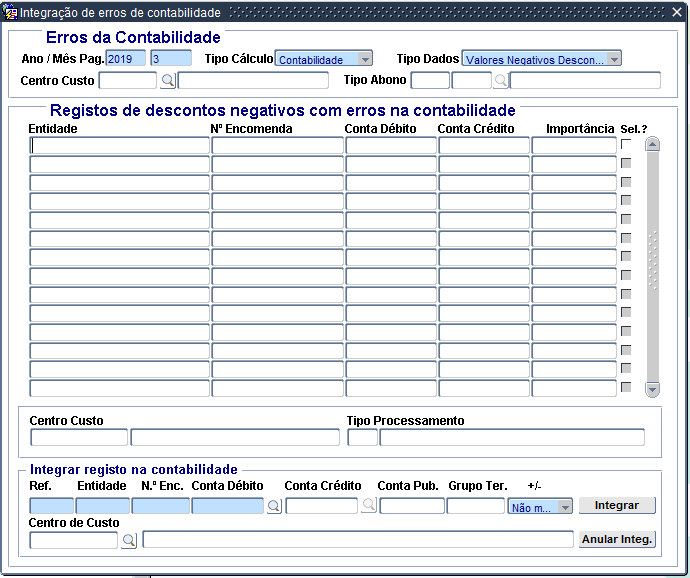 Integração de erros de contabilidade
Erros da Contabilidade
Ano / Mês Pag. 2019 3 Tipo Cálculo Contabilidade Tipo Dados Valores Negativos Descon...
Centro Custo Tipo Abono
Registos de descontos negativos com erros na contabilidade
Entidade Nº Encomenda Conta Débito Conta Crédito Importância Sel.?
Centro Custo Tipo Processamento
Integrar registo na contabilidade
Ref. Entidade N.º Enc. Conta Débito Conta Crédito Conta Pub. Grupo Ter. +/-
Não m... Integrar
Centro de Custo
Anular Integ.